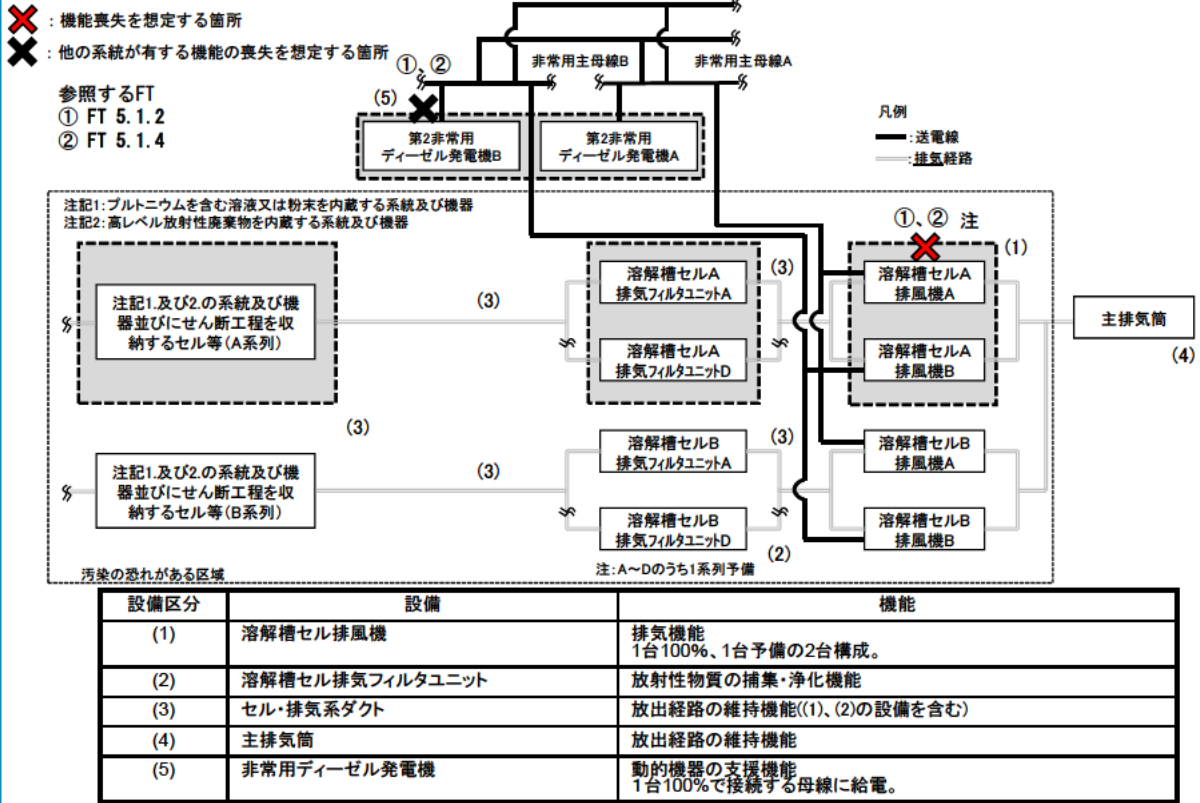 ：機能喪失を想定する箇所
：他の系統が有する機能の喪失を想定する箇所
参照するFT
① FT 5.1.2
② FT 5.1.4
①、②
(5)
非常用主母線B
非常用主母線A
第2非常用
ディーゼル発電機B
第2非常用
ディーゼル発電機A
凡例
：送電線
：排気経路
注記1：プルトニウムを含む溶液又は粉末を内蔵する系統及び機器
注記2：高レベル放射性廃棄物を内蔵する系統及び機器
①、② 注
(1)
注記1.及び2.の系統及び機
器並びにせん断工程を収
納するセル等(A系列)
(3)
溶解槽セルA
排気フィルタユニットA
(3)
溶解槽セルA
排風機A
溶解槽セルA
排気フィルタユニットD
溶解槽セルA
排風機B
主排気筒
(4)
(3)
注記1.及び2.の系統及び機
器並びにせん断工程を収
納するセル等(B系列)
(3)
溶解槽セルB
排気フィルタユニットA
(3)
溶解槽セルB
排風機A
溶解槽セルB
排気フィルタユニットD
(2)
溶解槽セルB
排風機B
注：A～Dのうち1系列予備
汚染の恐れがある区域
設備区分 設備 機能
(1) 溶解槽セル排風機 排気機能
1台100%、1台予備の2台構成。
(2) 溶解槽セル排気フィルタユニット 放射性物質の捕集・浄化機能
(3) セル・排気系ダクト 放出経路の維持機能((1)、(2)の設備を含む)
(4) 主排気筒 放出経路の維持機能
(5) 非常用ディーゼル発電機 動的機器の支援機能
1台100%で接続する母線に給電。